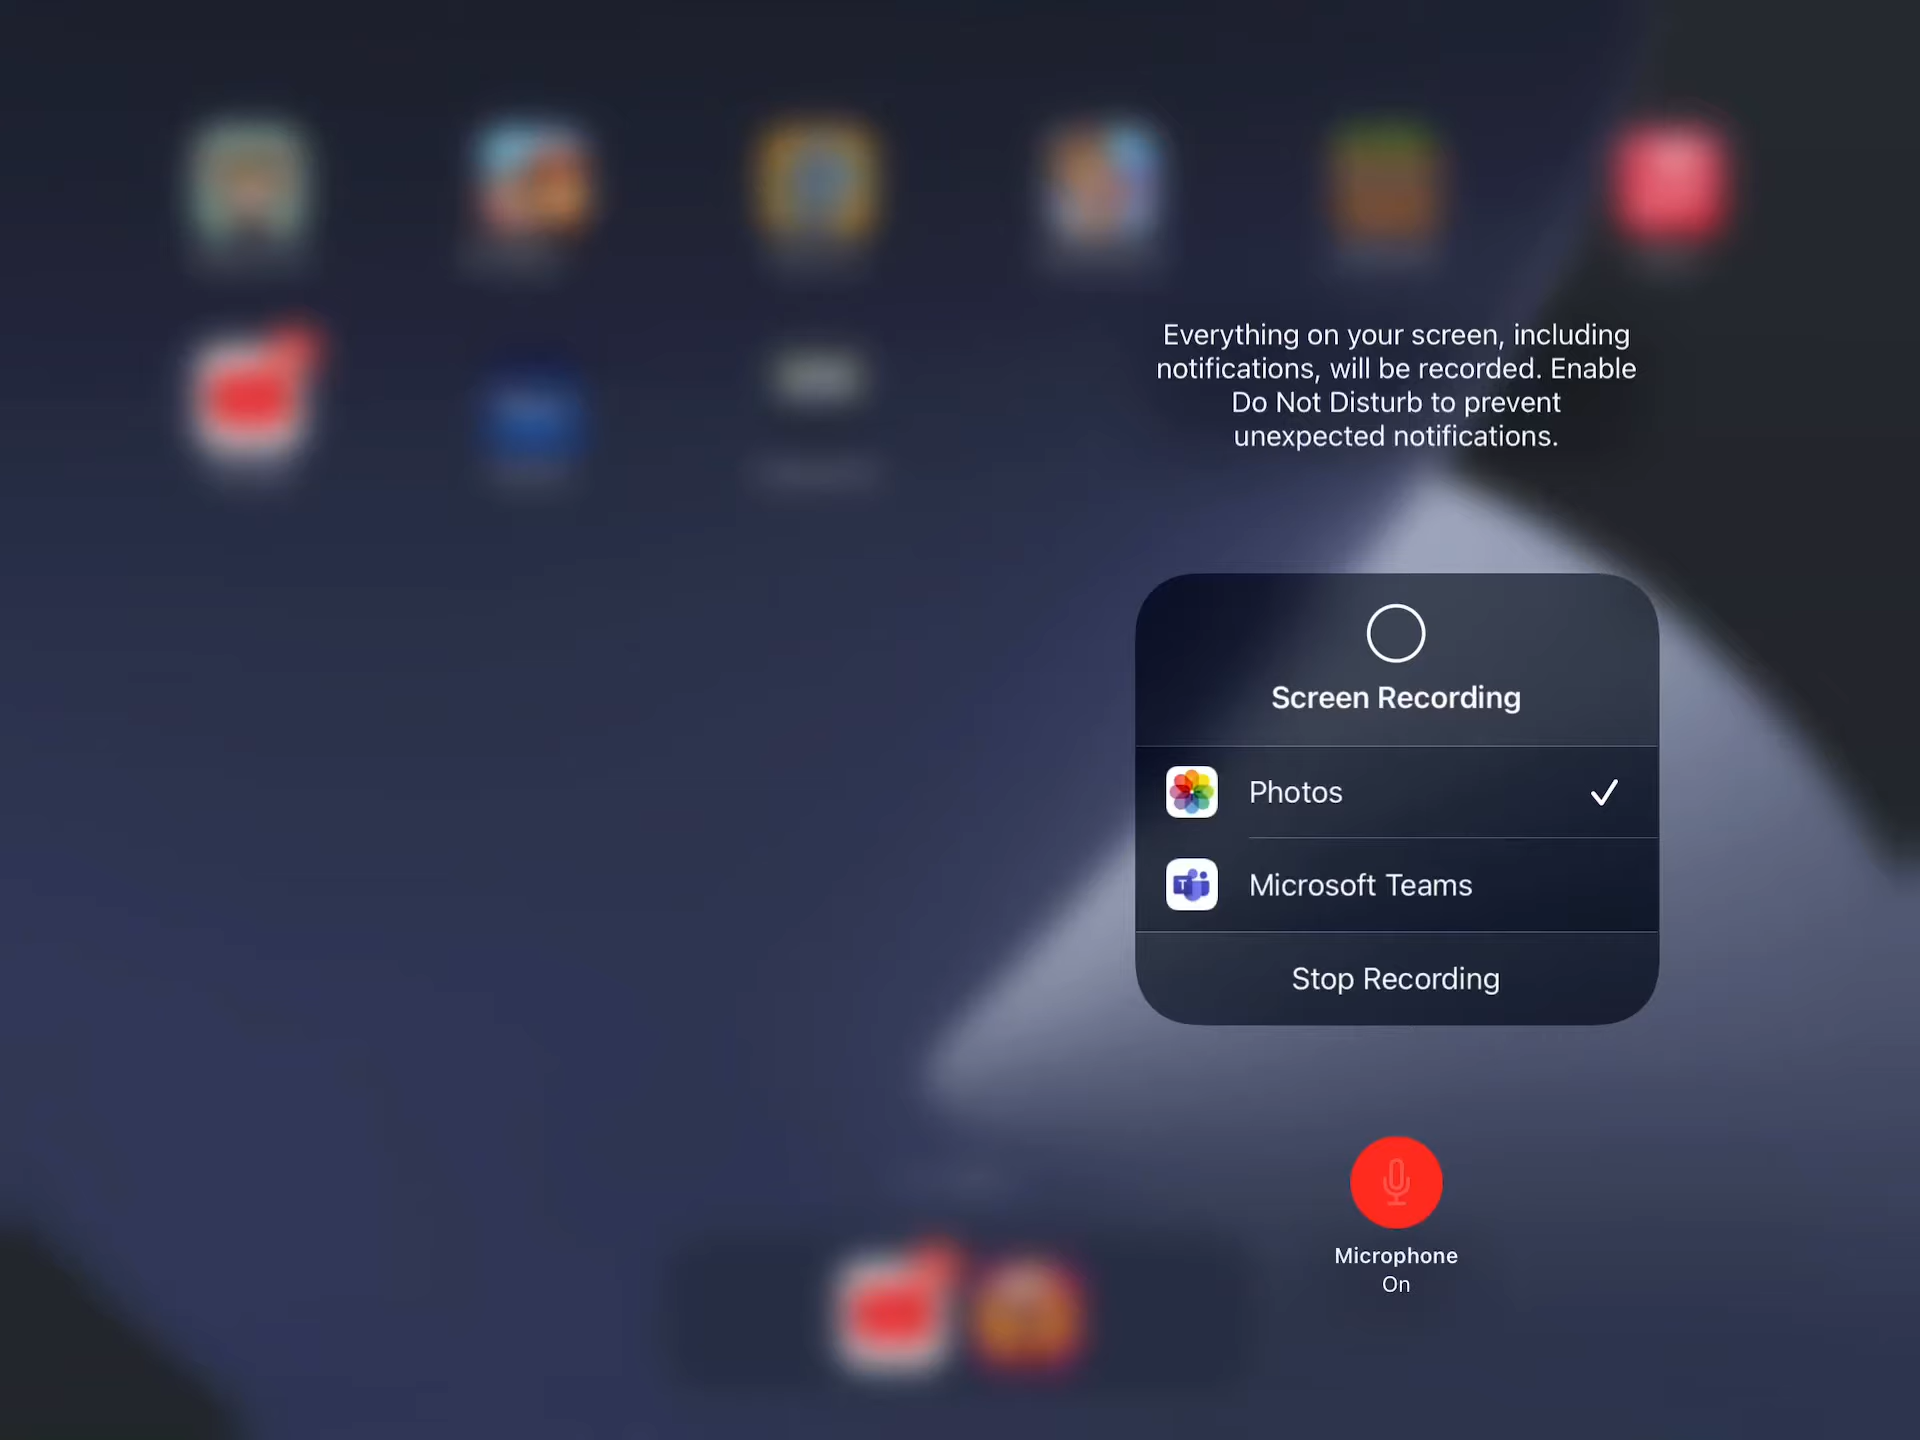 Everything on your screen, including
notifications, will be recorded. Enable
Do Not Disturb to prevent
unexpected notifications.
Screen Recording
Photos
Microsoft Teams
Stop Recording
Microphone
On